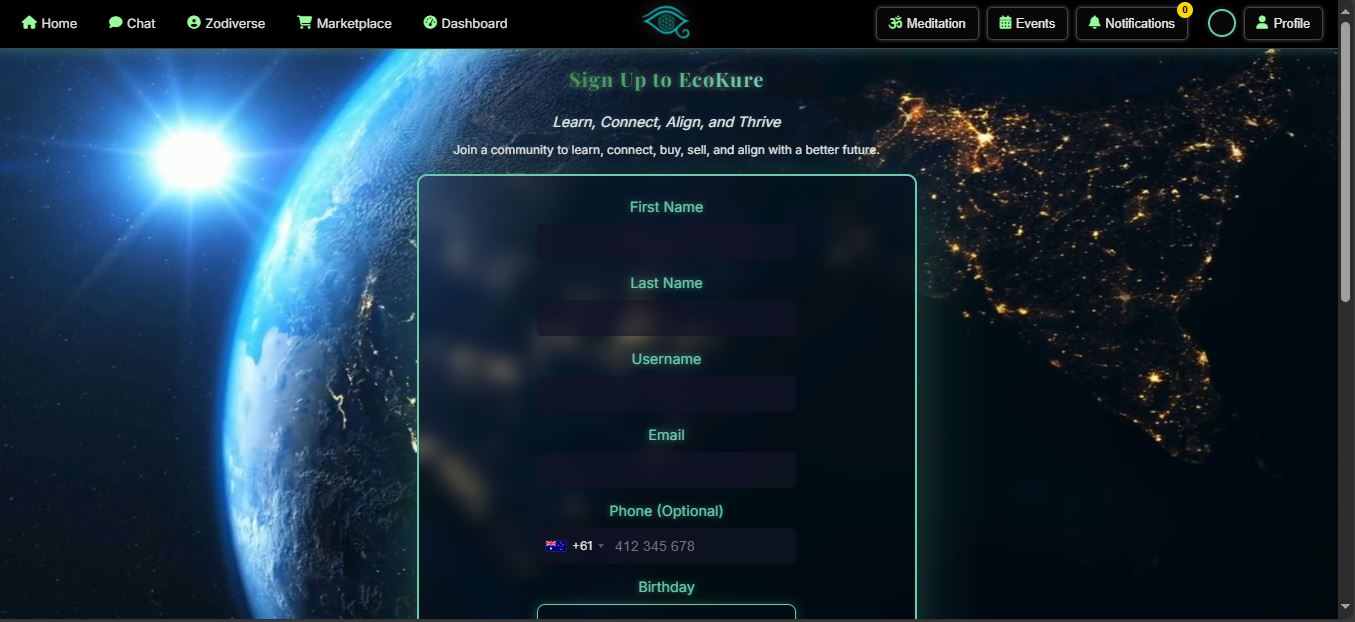 Home
Chat
Zodiverse
Marketplace
Dashboard
Meditation
Events
Notifications
0
Profile
Sign Up to EcoKure
Learn, Connect, Align, and Thrive
Join a community to learn, connect, buy, sell, and align with a better future.
First Name
Last Name
Username
Email
Phone (Optional)
+61 412 345 678
Birthday